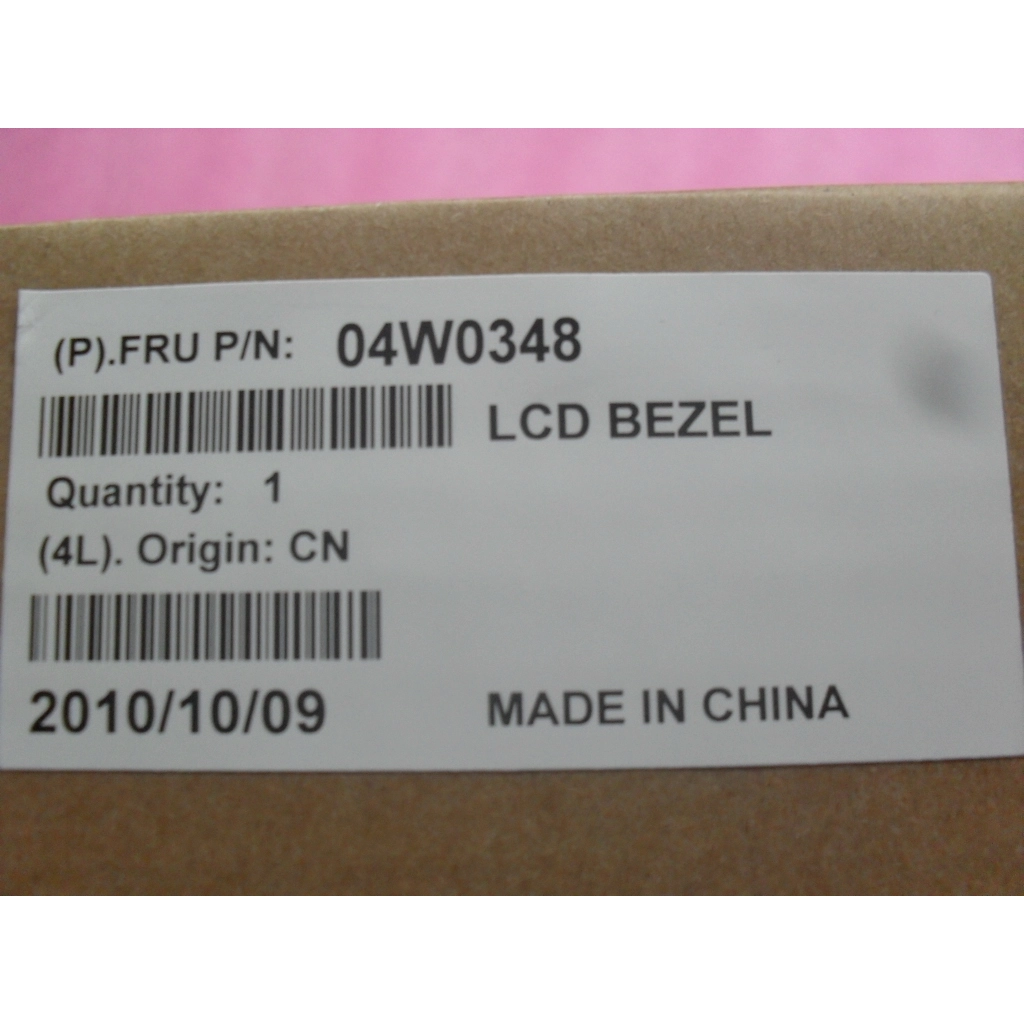 (P).FRU P/N: 04W0348
LCD BEZEL
Quantity: 1
(4L). Origin: CN
2010/10/09 MADE IN CHINA